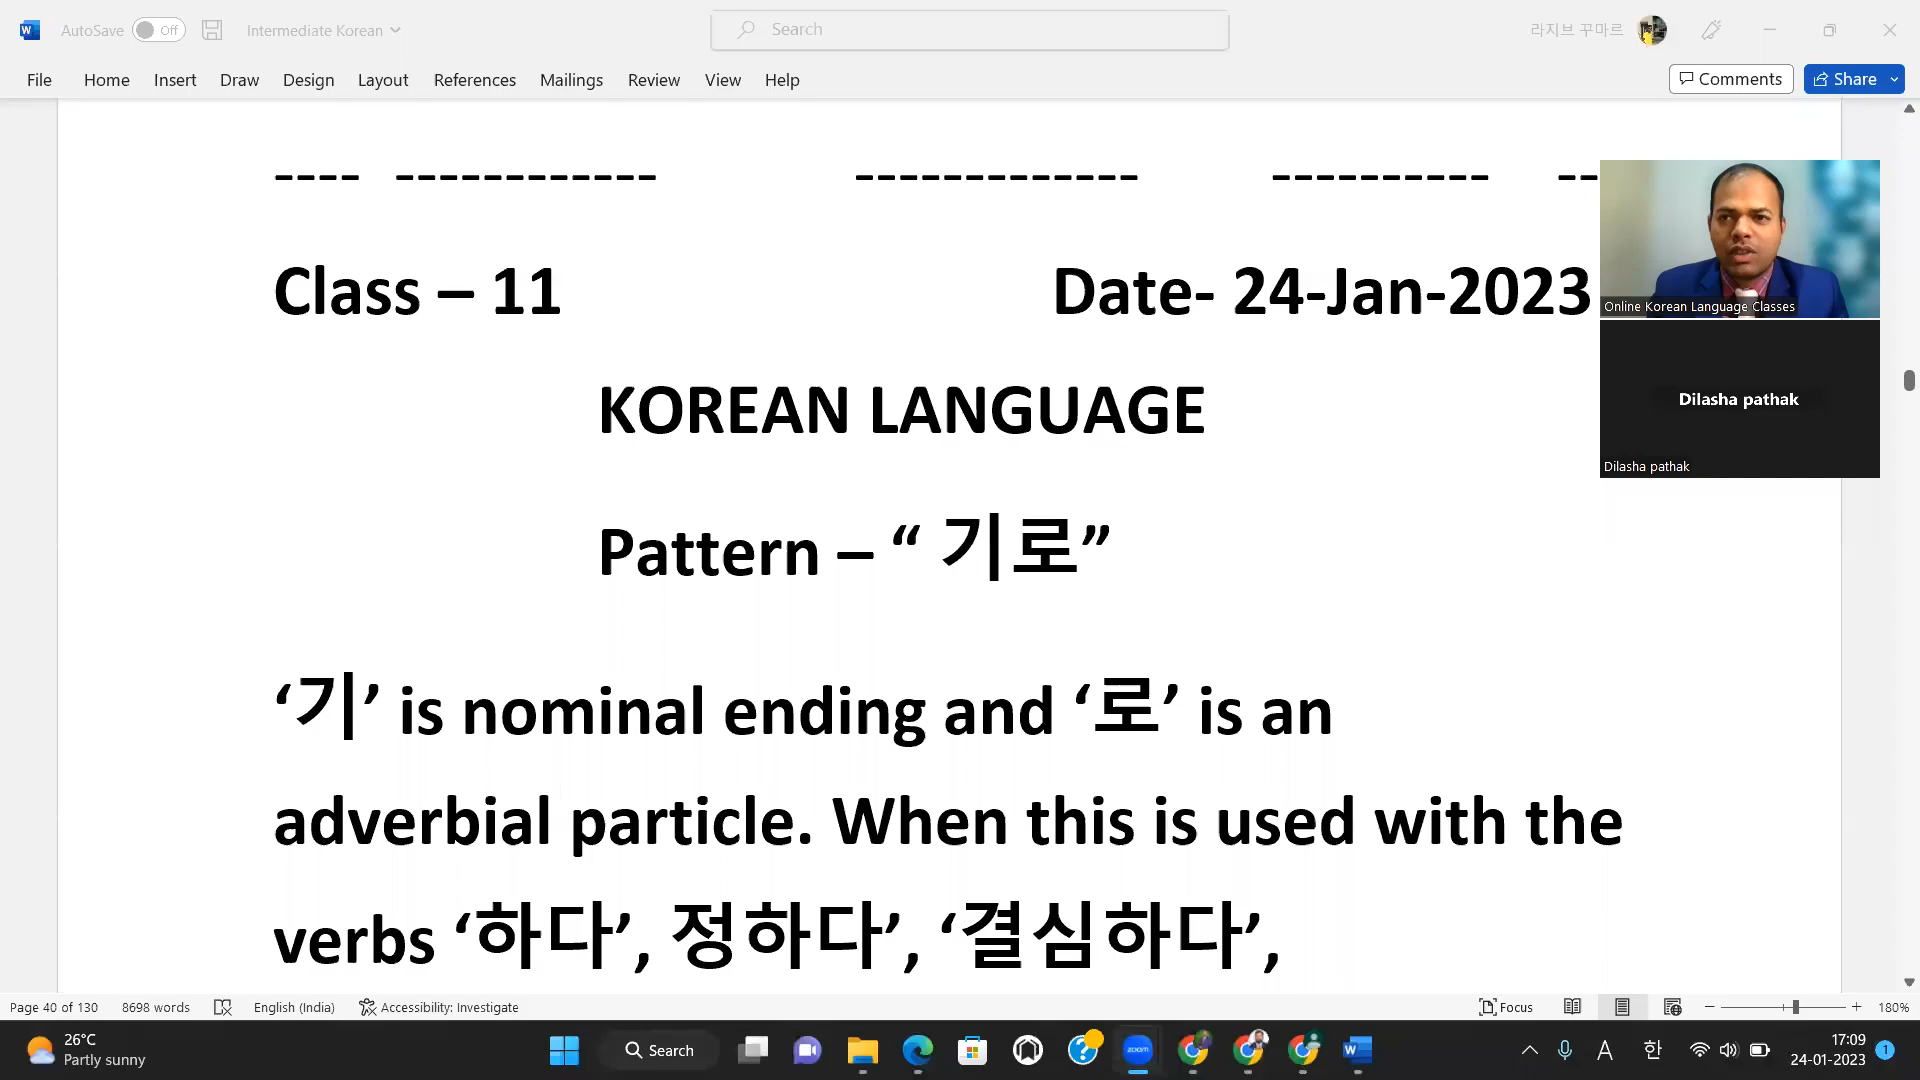 AutoSave Off Intermediate Korean Search 라지브 꾸마르
File Home Insert Draw Design Layout References Mailings Review View Help Comments Share
---- ------------ ------------- ---------- --
Class – 11 Date- 24-Jan-2023
KOREAN LANGUAGE
Pattern – “ 기로”
‘기’ is nominal ending and ‘로’ is an
adverbial particle. When this is used with the
verbs ‘하다’, 정하다’, ‘결심하다’,
Online Korean Language Classes
Dilasha pathak
Dilasha pathak
Page 40 of 130 8698 words English (India) Accessibility: Investigate Focus 180%
26°C
Partly sunny
Search
zoom
A 한
17:09
24-01-2023
1